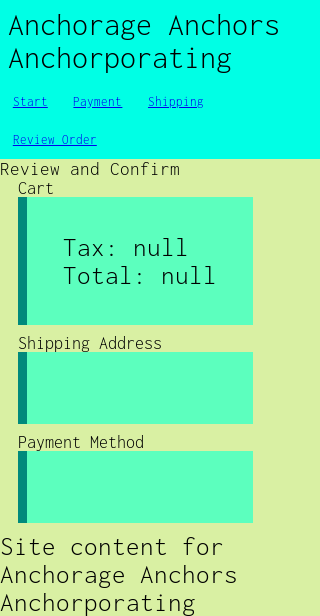 Anchorage Anchors
Anchorporating
Start Payment Shipping
Review Order
Review and Confirm
Cart
Tax: null
Total: null
Shipping Address
Payment Method
Site content for
Anchorage Anchors
Anchorporating